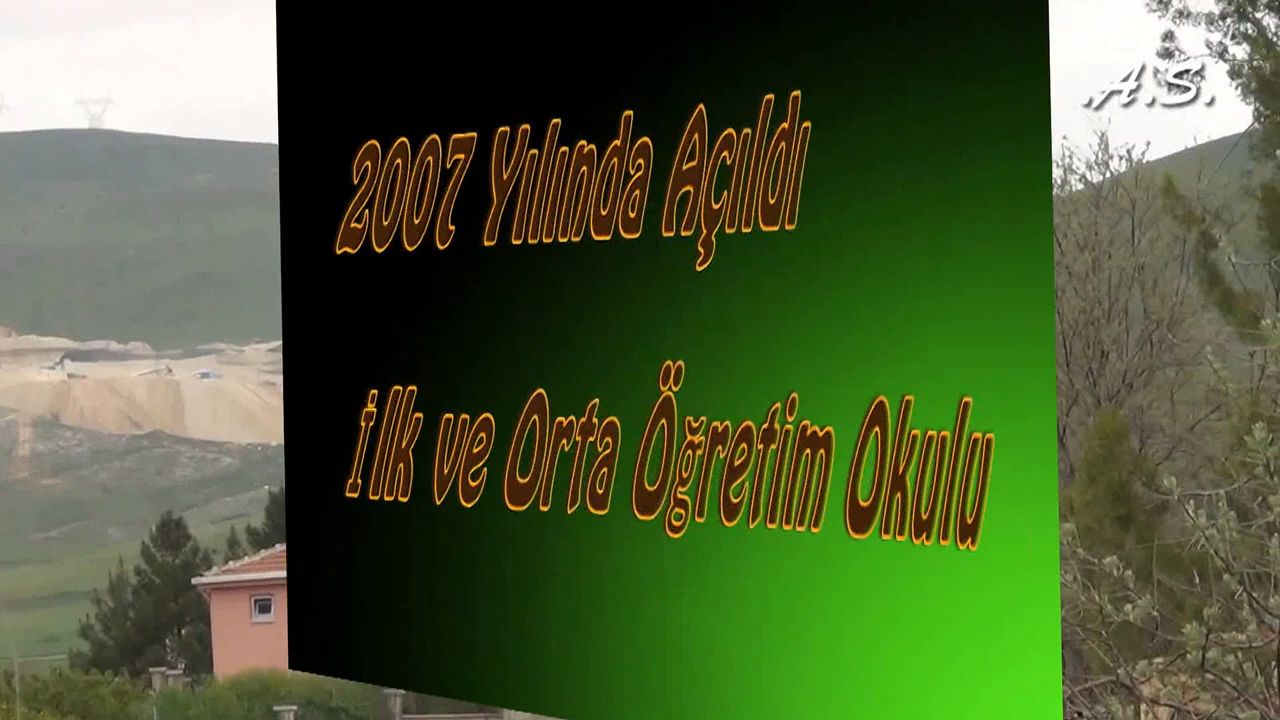 .A.S.
2007 Yılında Açıldı
İlk ve Orta Öğretim Okulu